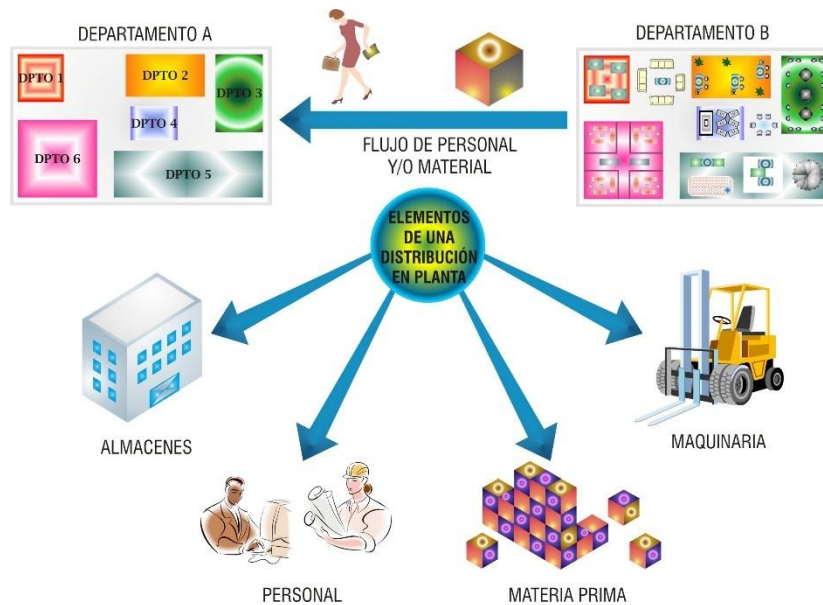 DEPARTAMENTO A
DEPARTAMENTO B
DPTO 1
DPTO 2
DPTO 3
DPTO 4
DPTO 6
DPTO 5
FLUJO DE PERSONAL
Y/O MATERIAL
ELEMENTOS
DE UNA
DISTRIBUCIÓN
EN PLANTA
ALMACENES
MAQUINARIA
PERSONAL
MATERIA PRIMA